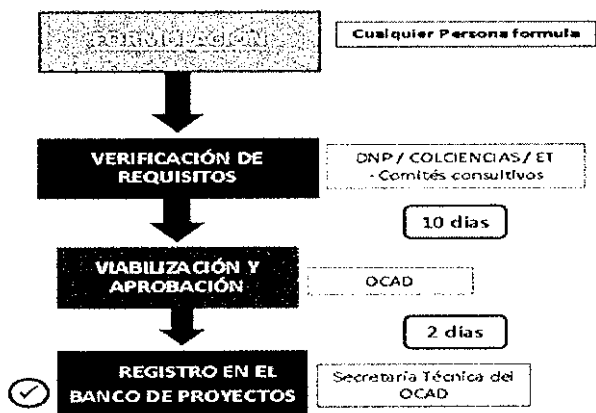 FORMULACIÓN
Cualquier Persona formula
VERIFICACIÓN DE
REQUISITOS
DNP / COLCIENCIAS / ET
- Comités consultivos
10 días
VIABILIZACIÓN Y
APROBACIÓN
OCAD
2 días
REGISTRO EN EL
BANCO DE PROYECTOS
Secretaría Técnica del
OCAD